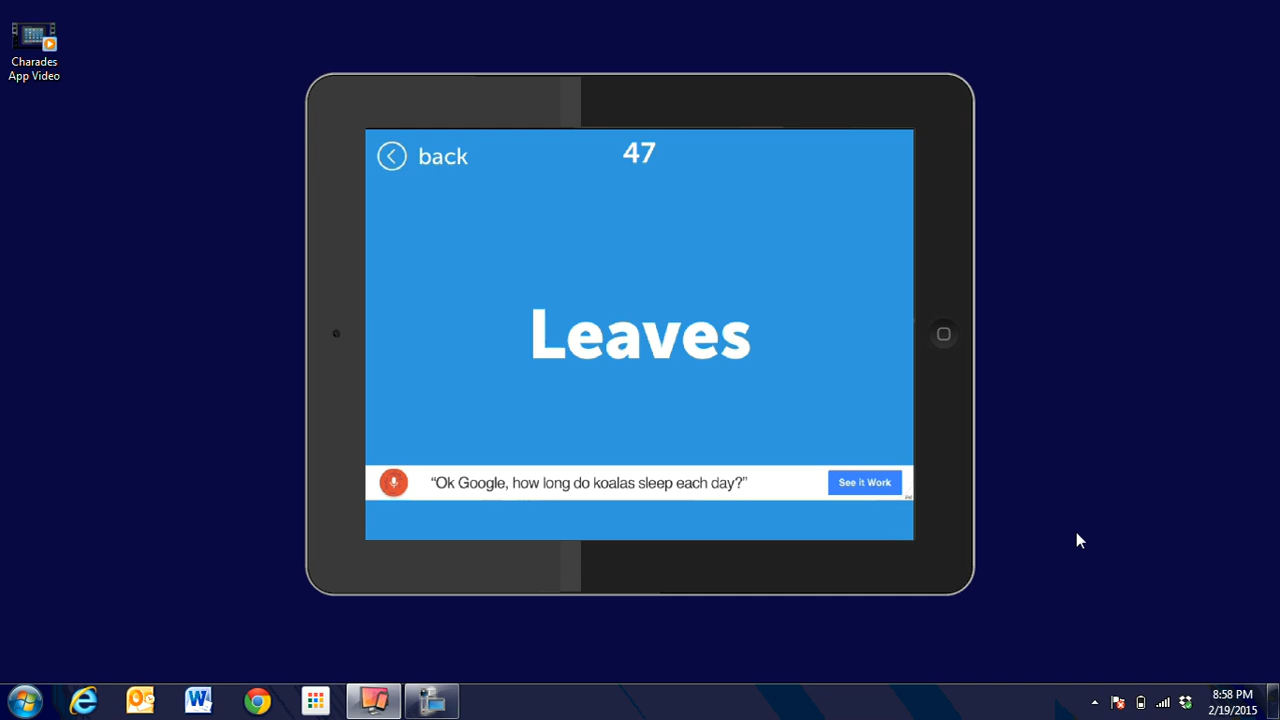 Charades
App Video
back
47
Leaves
“Ok Google, how long do koalas sleep each day?”
See it Work
8:58 PM
2/19/2015